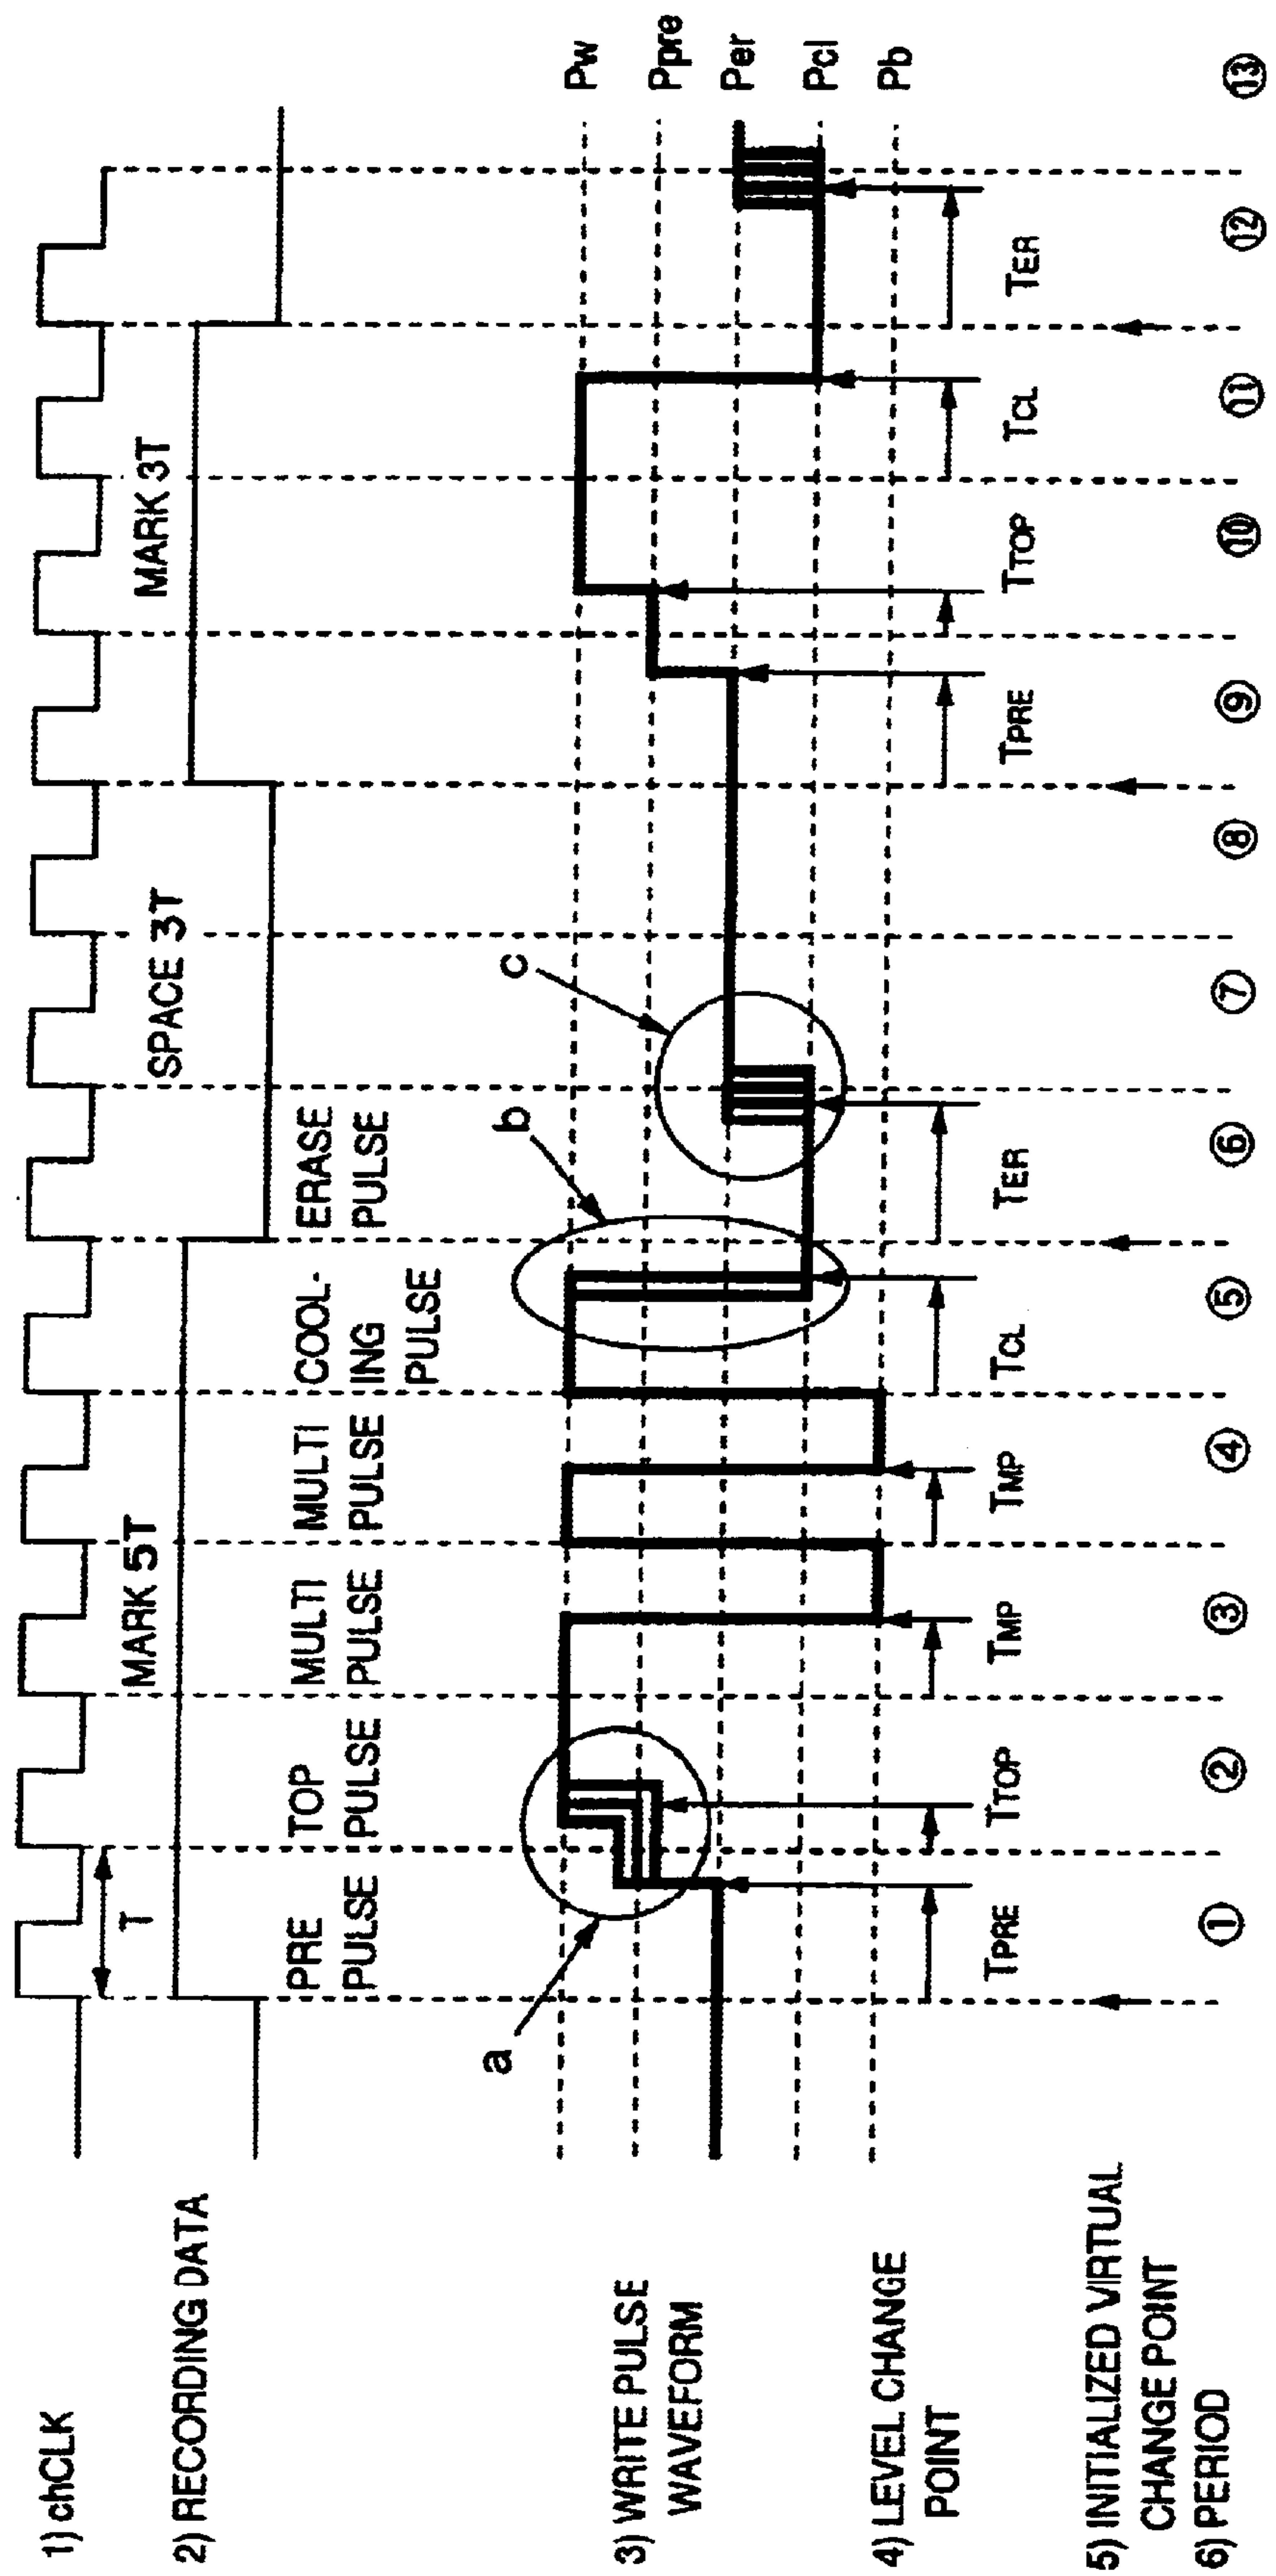 1) chCLK
T
2) RECORDING DATA
MARK 5T
SPACE 3T
MARK 3T
PRE
PULSE
TOP
PULSE
MULTI
PULSE
MULTI
PULSE
COOL-
ING
PULSE
ERASE
PULSE
3) WRITE PULSE
WAVEFORM
a
b
c
Pw
Ppre
Per
Pcl
Pb
4) LEVEL CHANGE
POINT
TPRE
TTOP
TMP
TMP
TCL
TER
TPRE
TTOP
TCL
TER
5) INITIALIZED VIRTUAL
CHANGE POINT
6) PERIOD
① ② ③ ④ ⑤ ⑥ ⑦ ⑧ ⑨ ⑩ ⑪ ⑫ ⑬